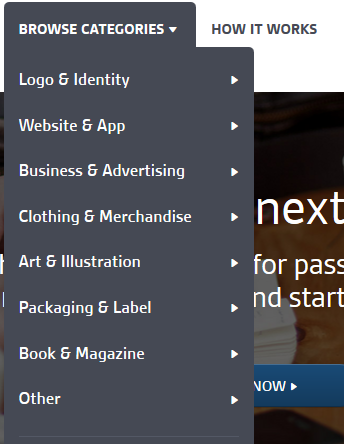 BROWSE CATEGORIES
HOW IT WORKS
Logo & Identity
Website & App
Business & Advertising
Clothing & Merchandise
next
Art & Illustration
for pass
Packaging & Label
nd start
Book & Magazine
NOW
Other